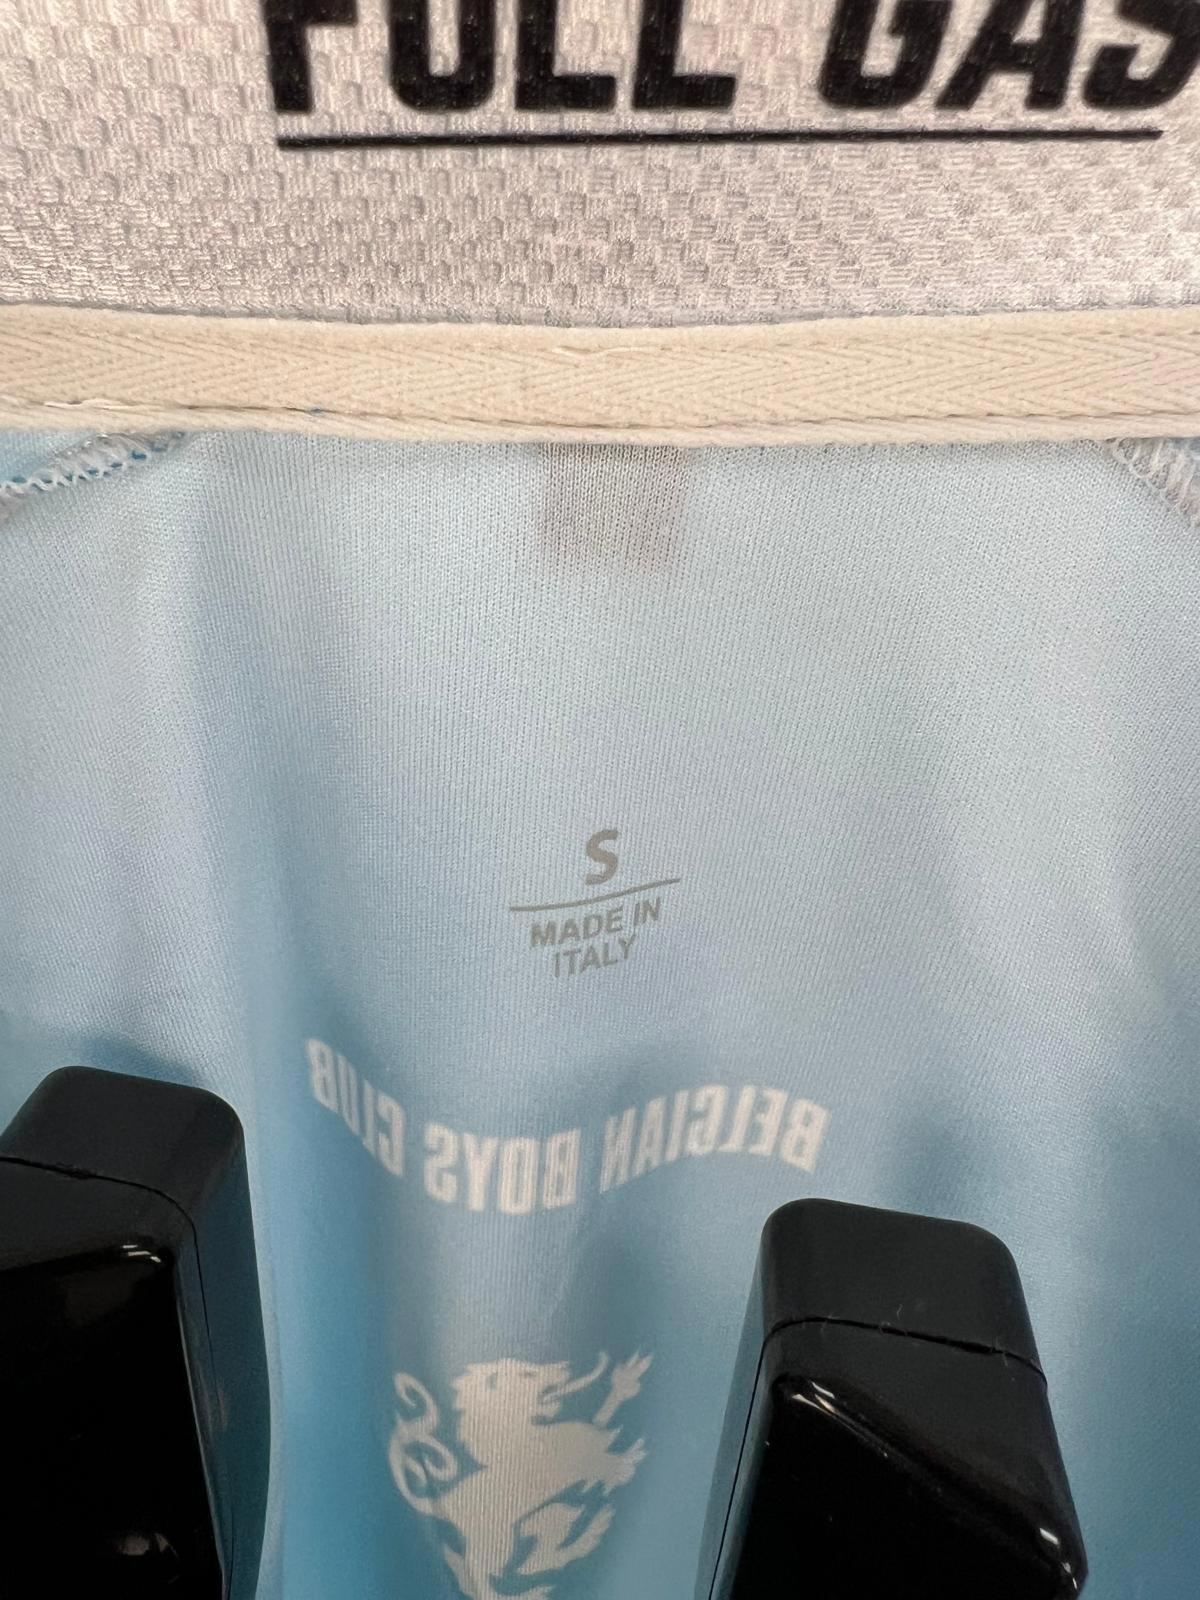 FULL GAS
S
MADE IN
ITALY
BELGIAN BOYS CLUB